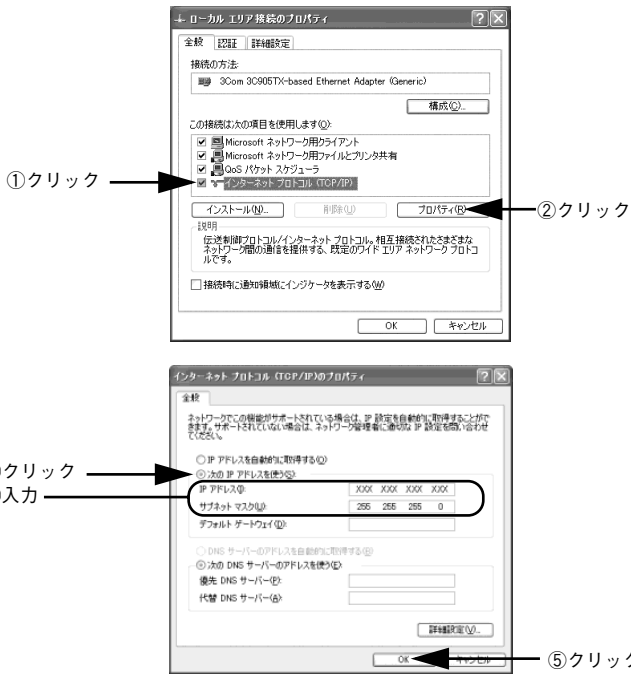 ローカル エリア接続のプロパティ
全般 認証 詳細設定
接続の方法:
3Com 3C905TX-based Ethernet Adapter (Generic)
構成(C)...
この接続は次の項目を使用します(O):
Microsoft ネットワーク用クライアント
Microsoft ネットワーク用ファイルとプリンタ共有
QoS パケット スケジューラ
①クリック
インターネット プロトコル (TCP/IP)
インストール(N)... 削除(U) プロパティ(R)
②クリック
説明
伝送制御プロトコル/インターネット プロトコル。相互接続されたさまざまな
ネットワーク間の通信を提供する、既定のワイド エリア ネットワーク プロトコ
ルです。
接続時に通知領域にインジケータを表示する(W)
OK キャンセル
インターネット プロトコル (TCP/IP)のプロパティ
全般
ネットワークでこの機能がサポートされている場合は、IP 設定を自動的に取得することがで
きます。サポートされていない場合は、ネットワーク管理者に適切な IP 設定を問い合わせ
てください。
IP アドレスを自動的に取得する(O)
クリック
次の IP アドレスを使う(S):
入力
IP アドレス(I): XXX XXX XXX XXX
サブネット マスク(U): 255 255 255 0
デフォルト ゲートウェイ(D):
DNS サーバーのアドレスを自動的に取得する(B)
次の DNS サーバーのアドレスを使う(E):
優先 DNS サーバー(P):
代替 DNS サーバー(A):
詳細設定(V)...
OK キャンセル
⑤クリック